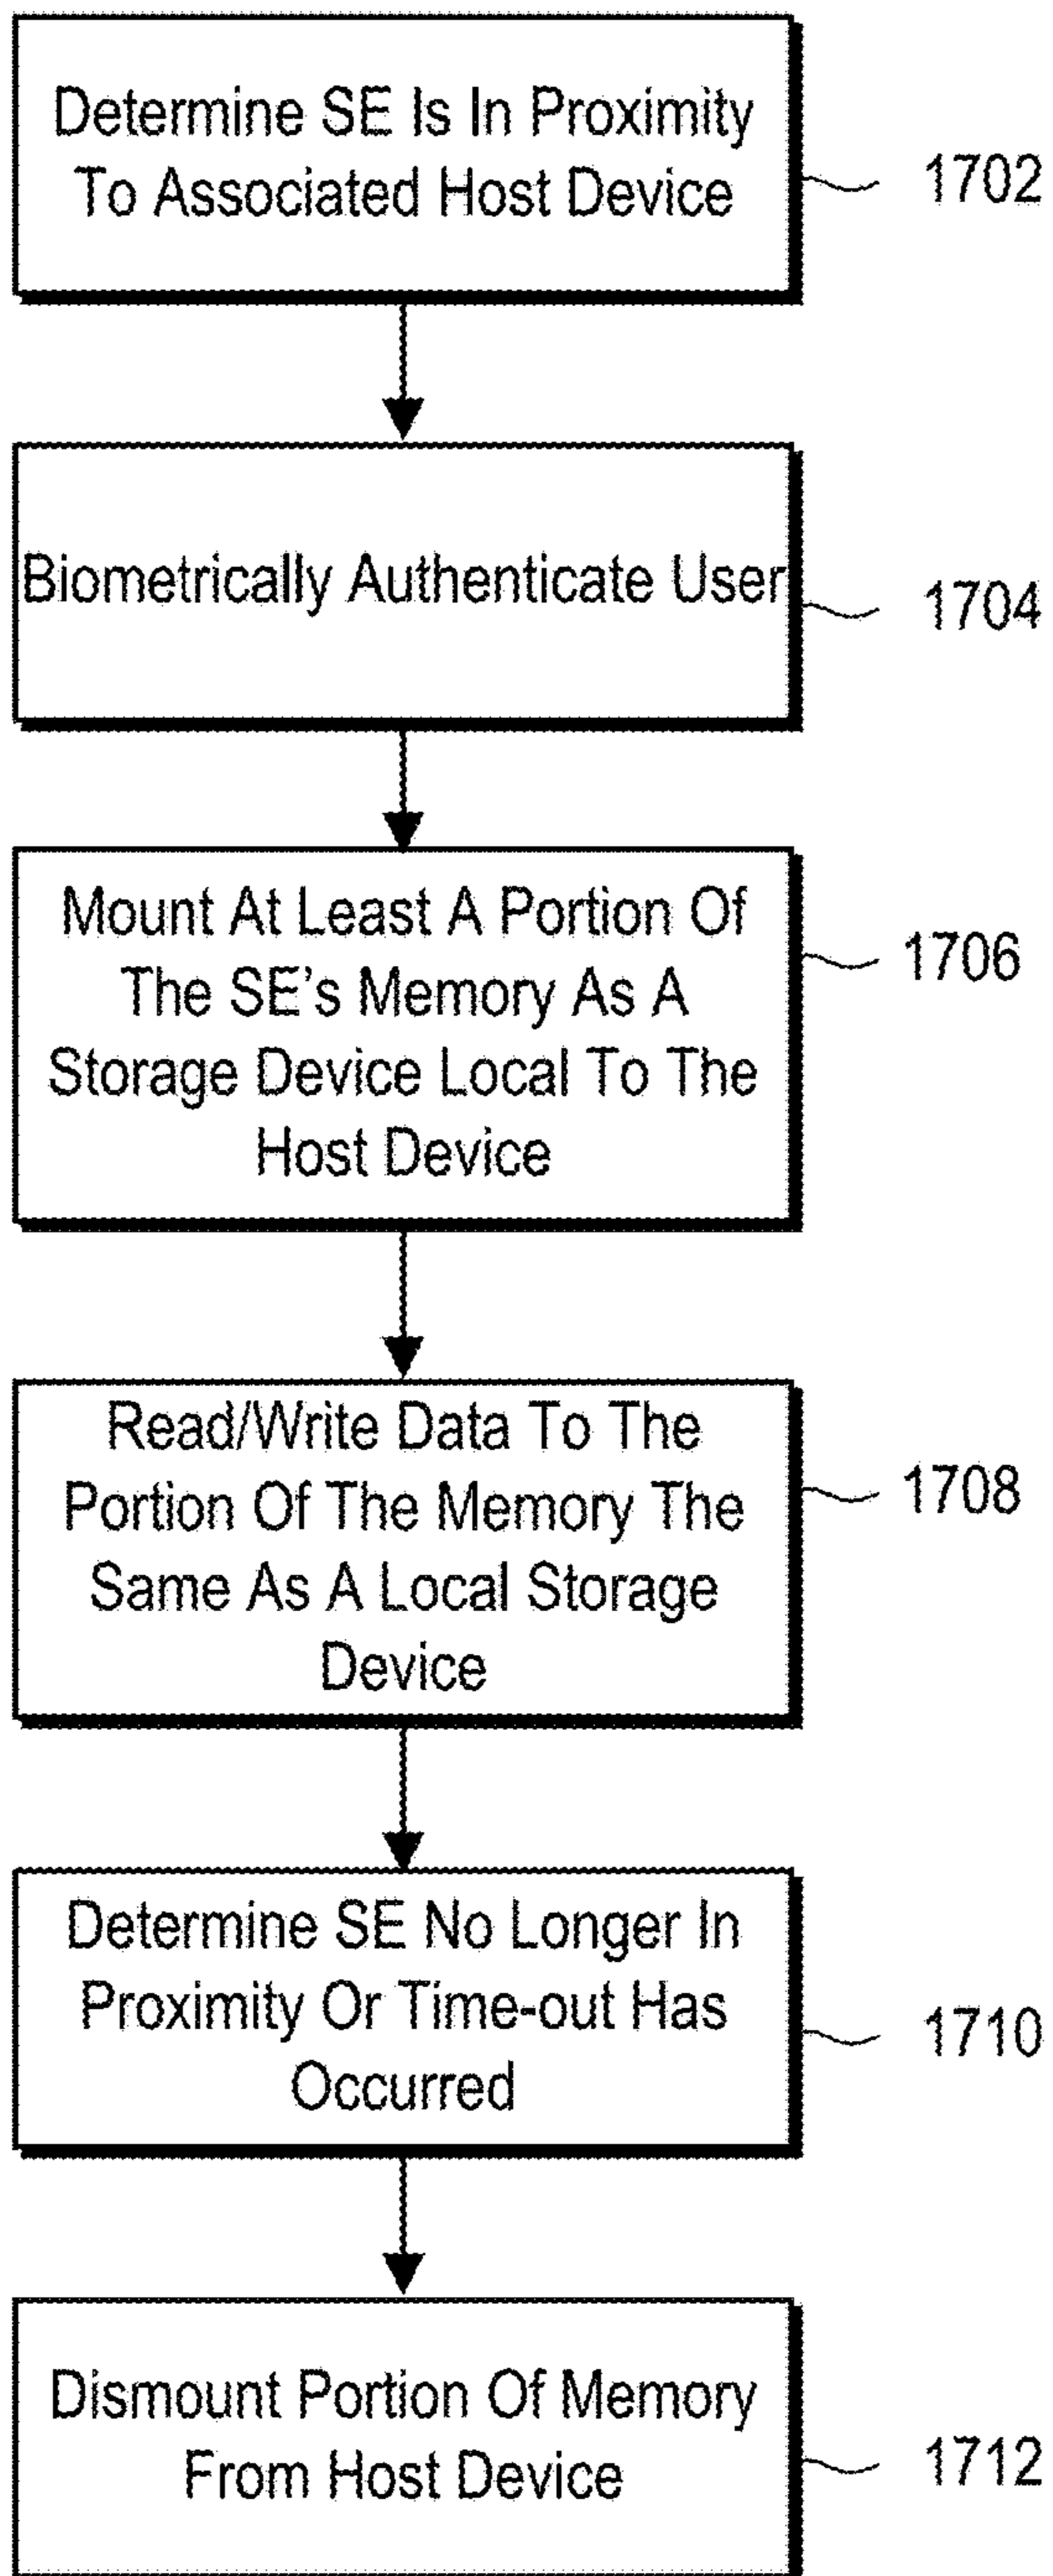 Determine SE Is In Proximity
To Associated Host Device
1702
Biometrically Authenticate User
1704
Mount At Least A Portion Of
The SE's Memory As A
Storage Device Local To The
Host Device
1706
Read/Write Data To The
Portion Of The Memory The
Same As A Local Storage
Device
1708
Determine SE No Longer In
Proximity Or Time-out Has
Occurred
1710
Dismount Portion Of Memory
From Host Device
1712